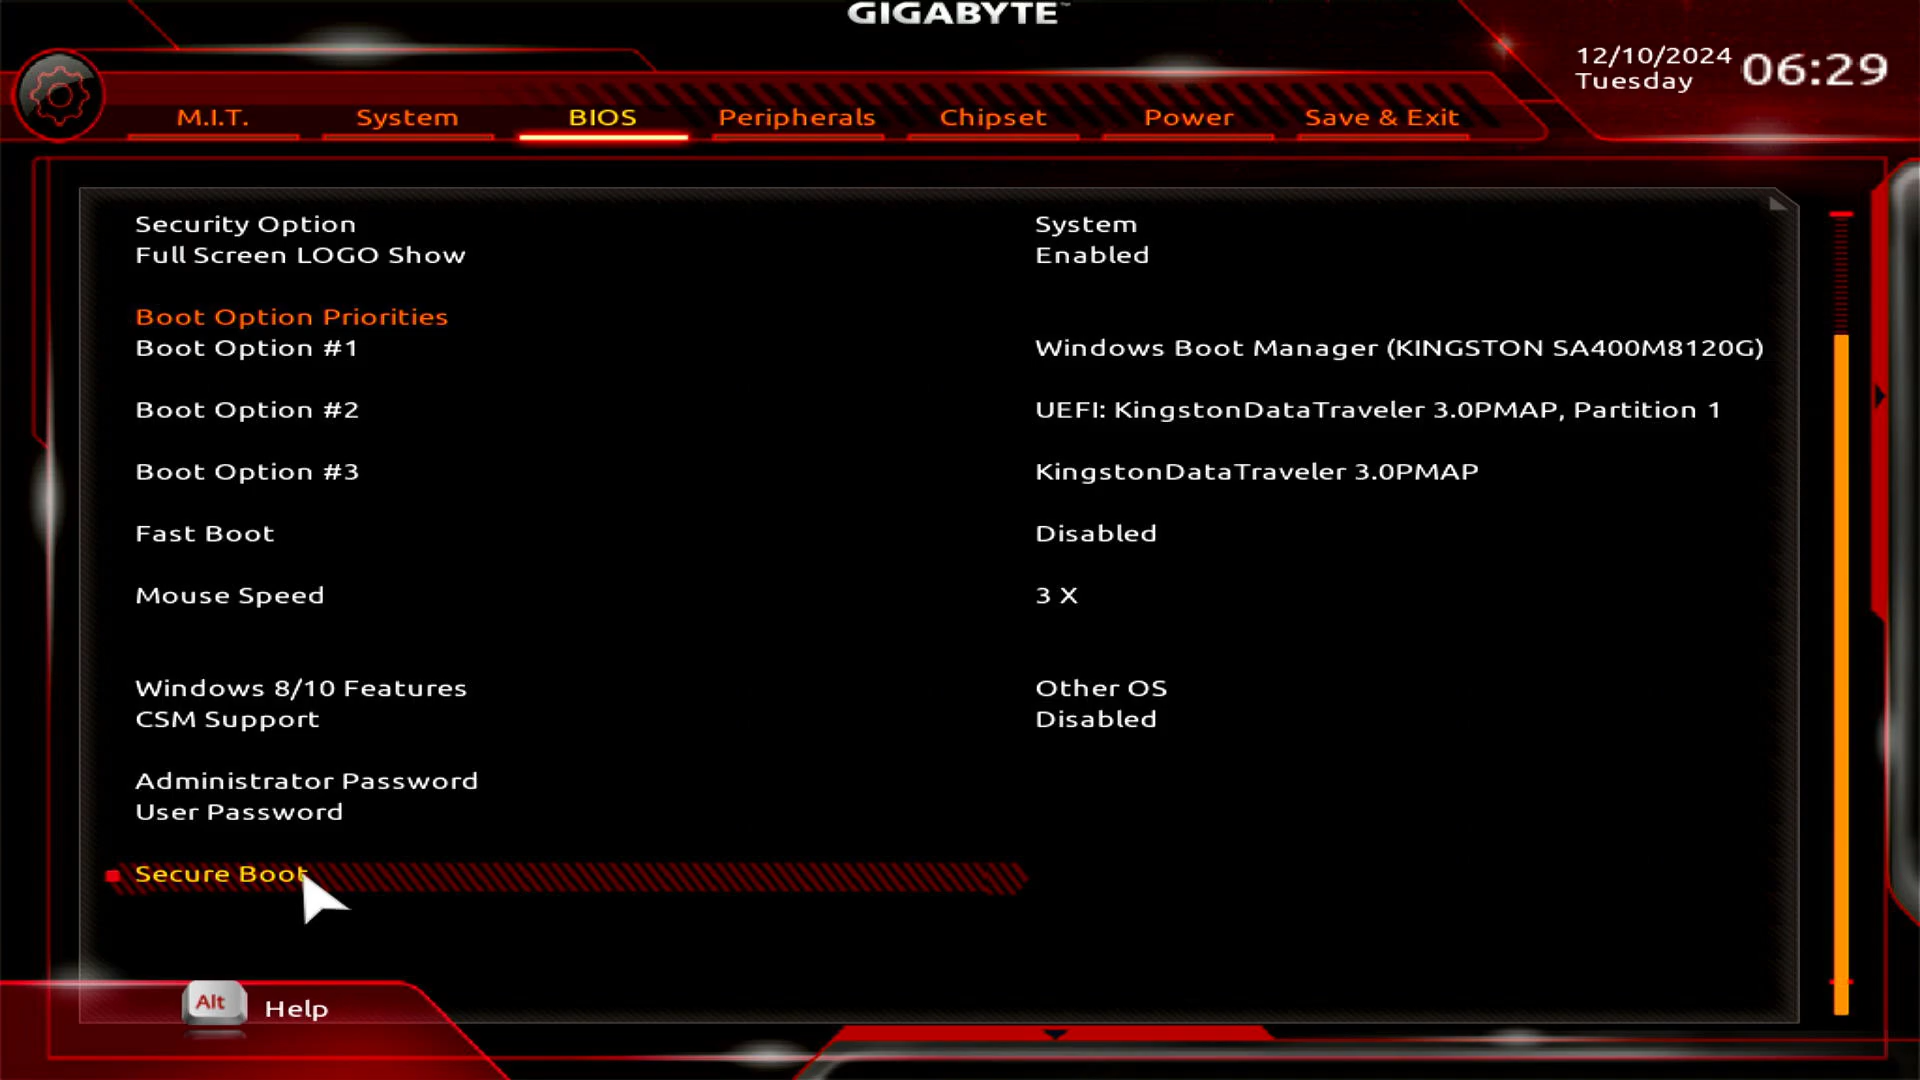 GIGABYTE™
12/10/2024
Tuesday
06:29
M.I.T. System BIOS Peripherals Chipset Power Save & Exit
Security Option System
Full Screen LOGO Show Enabled
Boot Option Priorities
Boot Option #1 Windows Boot Manager (KINGSTON SA400M8120G)
Boot Option #2 UEFI: KingstonDataTraveler 3.0PMAP, Partition 1
Boot Option #3 KingstonDataTraveler 3.0PMAP
Fast Boot Disabled
Mouse Speed 3 X
Windows 8/10 Features Other OS
CSM Support Disabled
Administrator Password
User Password
Secure Boot
Alt Help